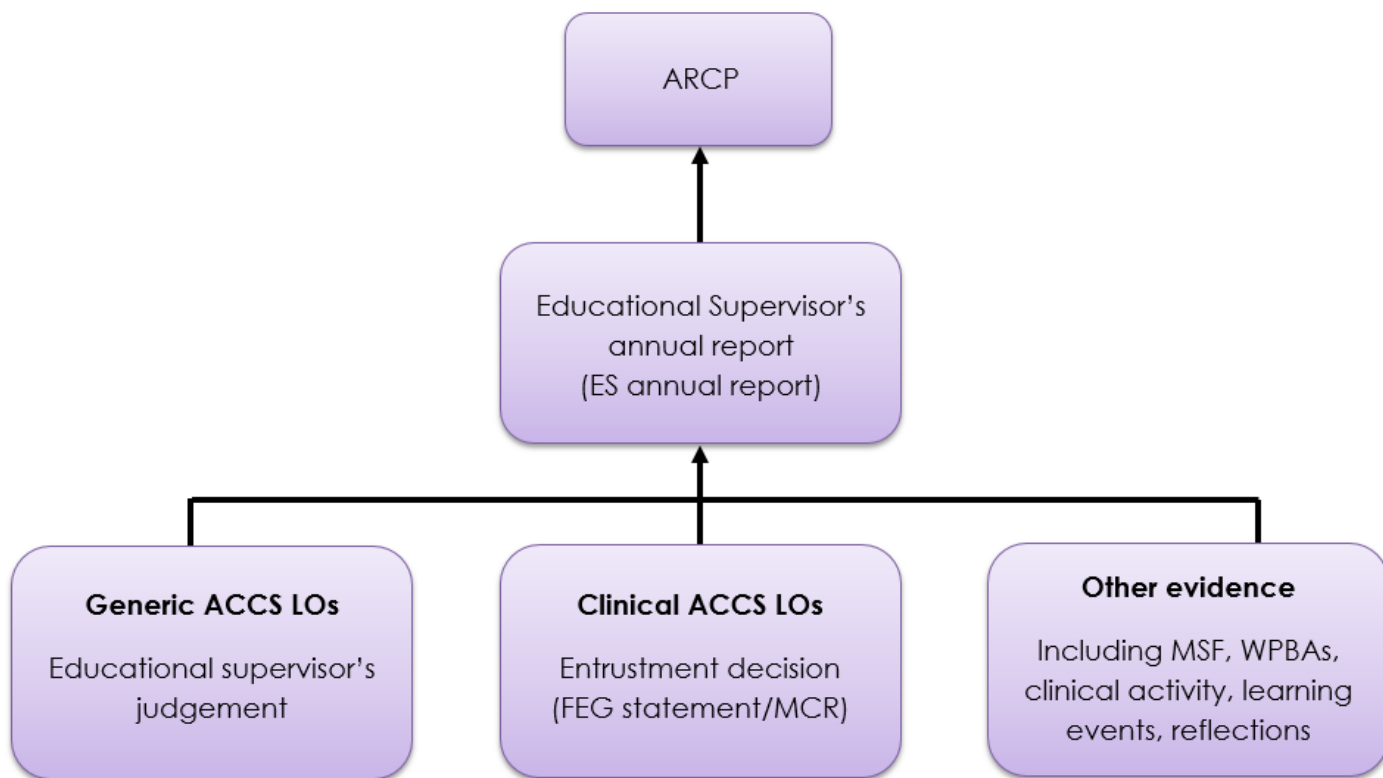 ARCP
Educational Supervisor’s
annual report
(ES annual report)
Generic ACCS LOs
Educational supervisor’s
judgement
Clinical ACCS LOs
Entrustment decision
(FEG statement/MCR)
Other evidence
Including MSF, WPBAs,
clinical activity, learning
events, reflections